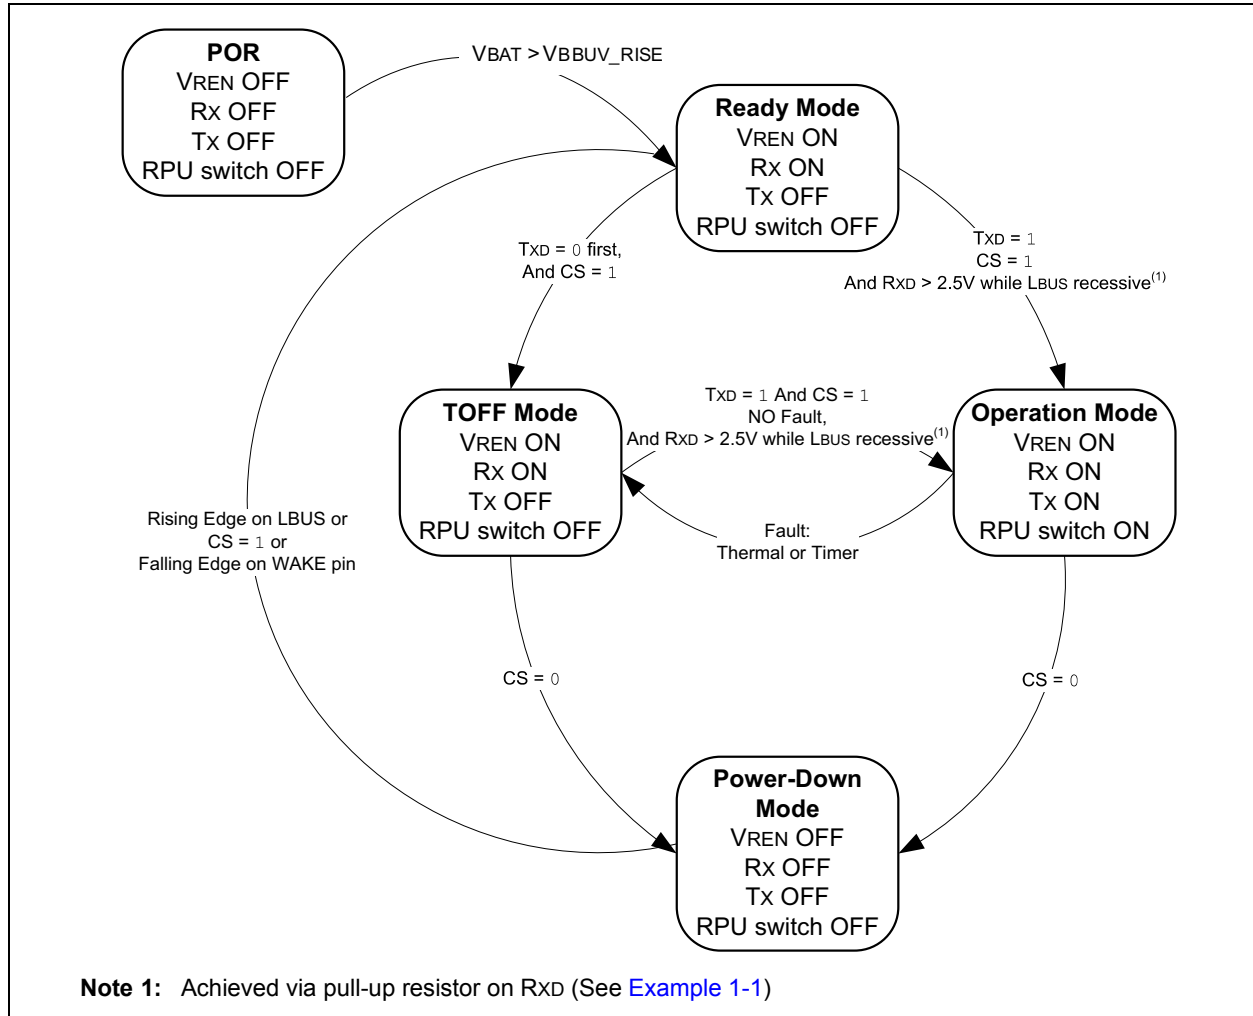 POR
VREN OFF
RX OFF
TX OFF
RPU switch OFF
VBAT > VBBUV_RISE
Ready Mode
VREN ON
RX ON
TX OFF
RPU switch OFF
TXD = 0 first,
And CS = 1
TXD = 1
CS = 1
And RXD > 2.5V while LBUS recessive(1)
TOFF Mode
VREN ON
RX ON
TX OFF
RPU switch OFF
TXD = 1 And CS = 1
NO Fault,
And RXD > 2.5V while LBUS recessive(1)
Operation Mode
VREN ON
RX ON
TX ON
RPU switch ON
Fault:
Thermal or Timer
Rising Edge on LBUS or
CS = 1 or
Falling Edge on WAKE pin
CS = 0
CS = 0
Power-Down
Mode
VREN OFF
RX OFF
TX OFF
RPU switch OFF
Note 1: Achieved via pull-up resistor on RXD (See Example 1-1)